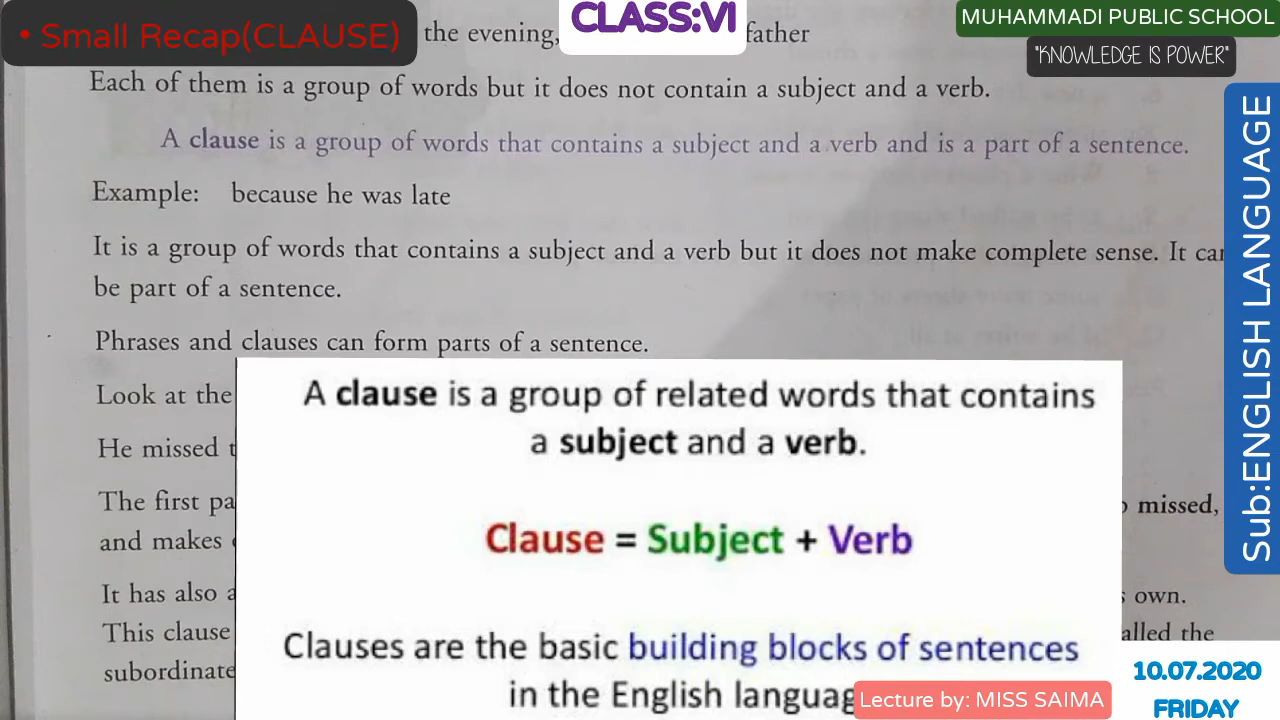 • Small Recap(CLAUSE)
the evening,
CLASS:VI
father
MUHAMMADI PUBLIC SCHOOL
"KNOWLEDGE IS POWER"
Each of them is a group of words but it does not contain a subject and a verb.
A clause is a group of words that contains a subject and a verb and is a part of a sentence.
Example: because he was late
It is a group of words that contains a subject and a verb but it does not make complete sense. It can
be part of a sentence.
Phrases and clauses can form parts of a sentence.
Look at the
He missed
The first
missed,
and makes
It has also
own.
This clause
the
subordinate
A clause is a group of related words that contains
a subject and a verb.
Clause = Subject + Verb
Clauses are the basic building blocks of sentences
in the English
Sub:ENGLISH LANGUAGE
Lecture by: MISS SAIMA
10.07.2020
FRIDAY